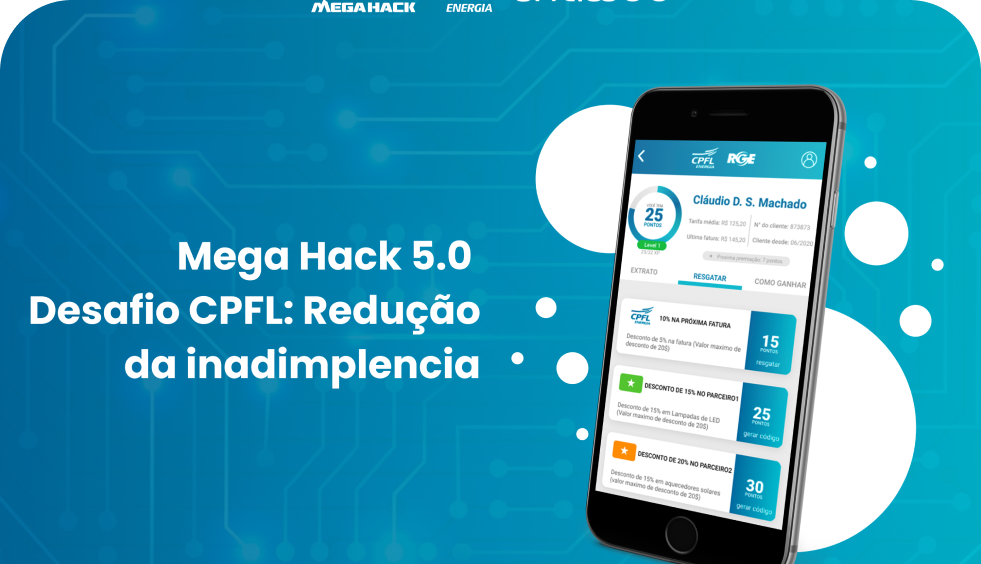 MEGAHACK
ENERGIA
Mega Hack 5.0
Desafio CPFL: Redução
da inadimplencia
CPFL
ENERGIA
RGE
VOCÊ TEM
25
PONTOS
Level 1
Cláudio D. S. Machado
Tarifa média: R$ 125,20
N° do cliente: 873873
Ultima fatura: R$ 145,20
Cliente desde: 06/2020
Proxima premiação: 7 pontos
EXTRATO
RESGATAR
COMO GANHAR
CPFL
ENERGIA
10% NA PRÓXIMA FATURA
Desconto de 5% na fatura (Valor maximo de
desconto de 20$)
15
PONTOS
resgatar
DESCONTO DE 15% NO PARCEIRO1
Desconto de 15% em Lampadas de LED
(Valor maximo de desconto de 20$)
25
PONTOS
gerar código
DESCONTO DE 20% NO PARCEIRO2
Desconto de 15% em aquecedores solares
(valor maximo de desconto de 20$)
30
PONTOS
gerar código